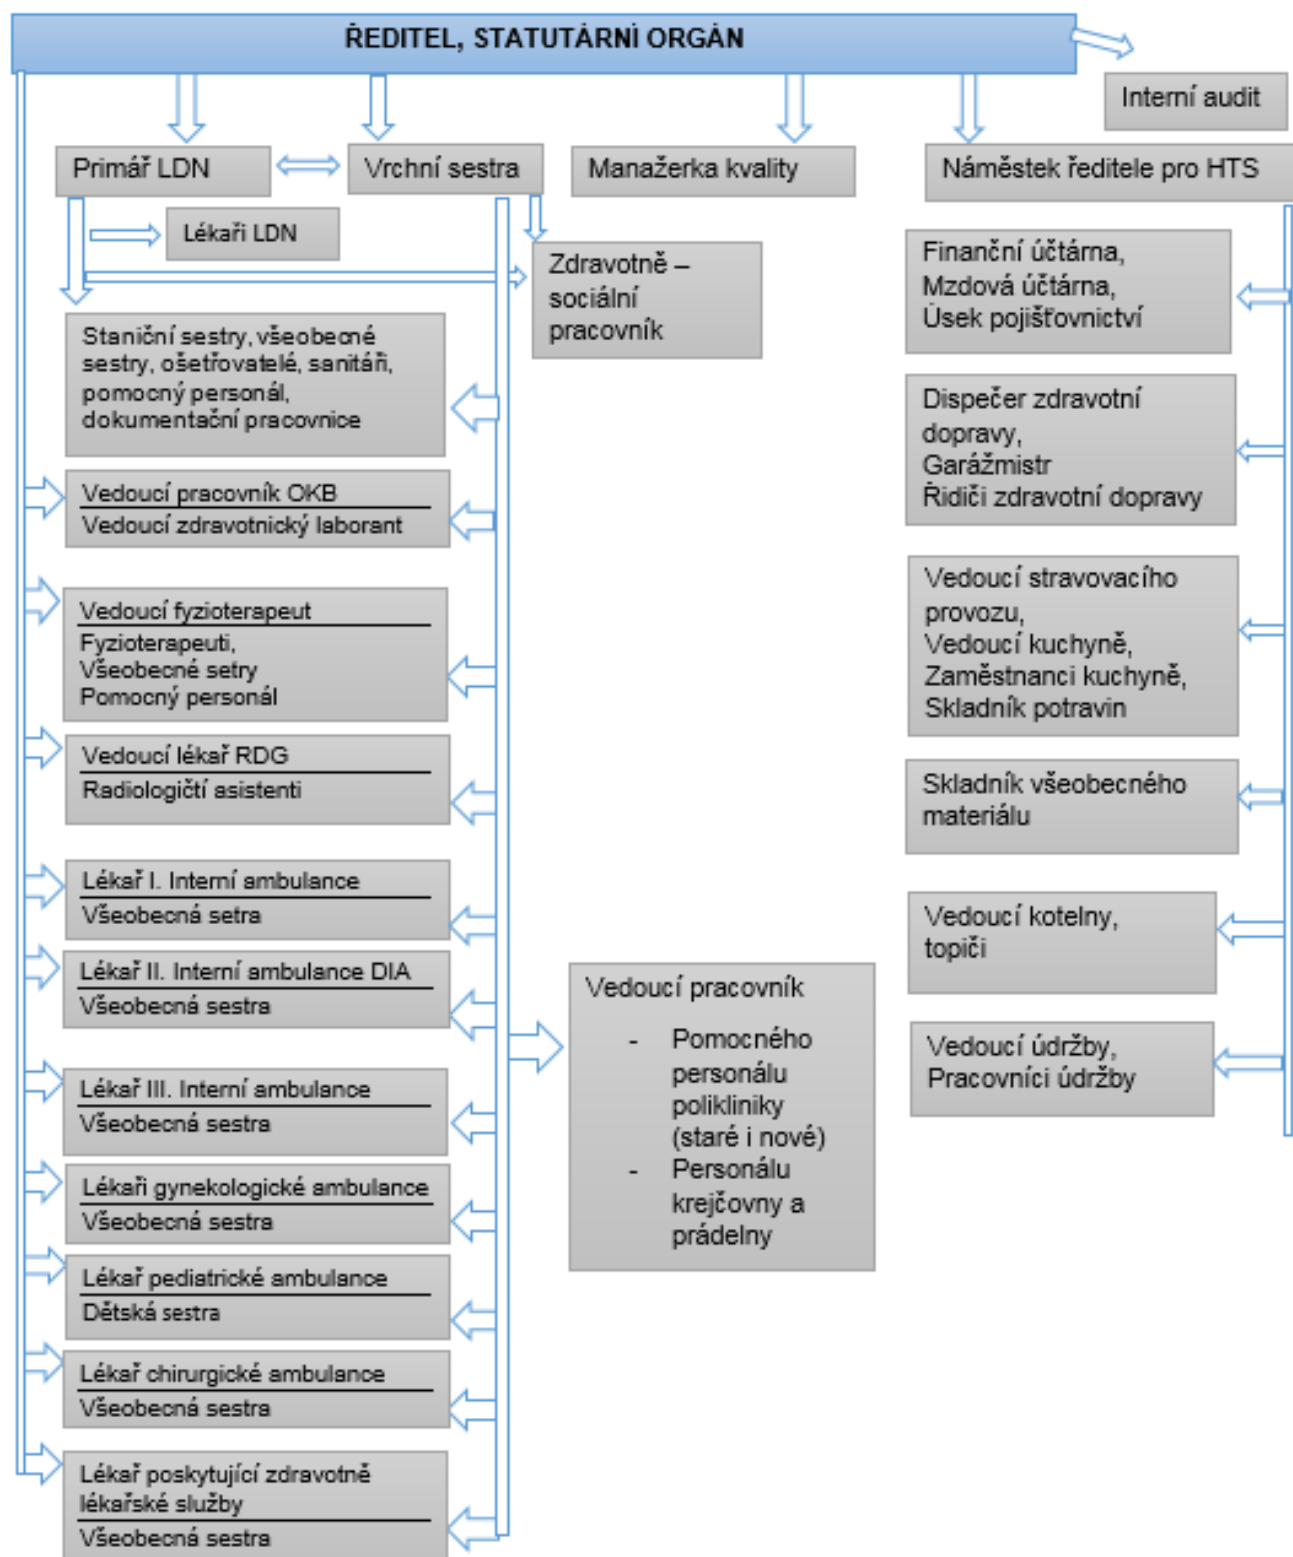 ŘEDITEL, STATUTÁRNI ORGÁN
Interní audit
Primář LDN
Vrchní sestra
Manažerka kvality
Náměstek ředitele pro HTS
Lékaři LDN
Zdravotně –
sociální
pracovník
Staniční sestry, všeobecné
sestry, ošetřovatelé, sanitáři,
pomocný personál,
dokumentační pracovnice
Vedoucí pracovník OKB
Vedoucí zdravotnický laborant
Vedoucí fyzioterapeut
Fyzioterapeuti,
Všeobecné setry
Pomocný personál
Vedoucí lékař RDG
Radiologičtí asistenti
Lékař I. Interní ambulance
Všeobecná setra
Lékař II. Interní ambulance DIA
Všeobecná sestra
Lékař III. Interní ambulance
Všeobecná sestra
Lékaři gynekologické ambulance
Všeobecná sestra
Lékař pediatrické ambulance
Dětská sestra
Lékař chirurgické ambulance
Všeobecná sestra
Lékař poskytující zdravotně
lékařské služby
Všeobecná sestra
Vedoucí pracovník
- Pomocného
personálu
polikliniky
(staré i nové)
- Personálu
krejčovny a
prádelny
Finanční účtárna,
Mzdová účtárna,
Úsek pojišťovnictví
Dispečer zdravotní
dopravy,
Garážmistr
Řidiči zdravotní dopravy
Vedoucí stravovacího
provozu,
Vedoucí kuchyně,
Zaměstnanci kuchyně,
Skladník potravin
Skladník všeobecného
materiálu
Vedoucí kotelny,
topiči
Vedoucí údržby,
Pracovníci údržby